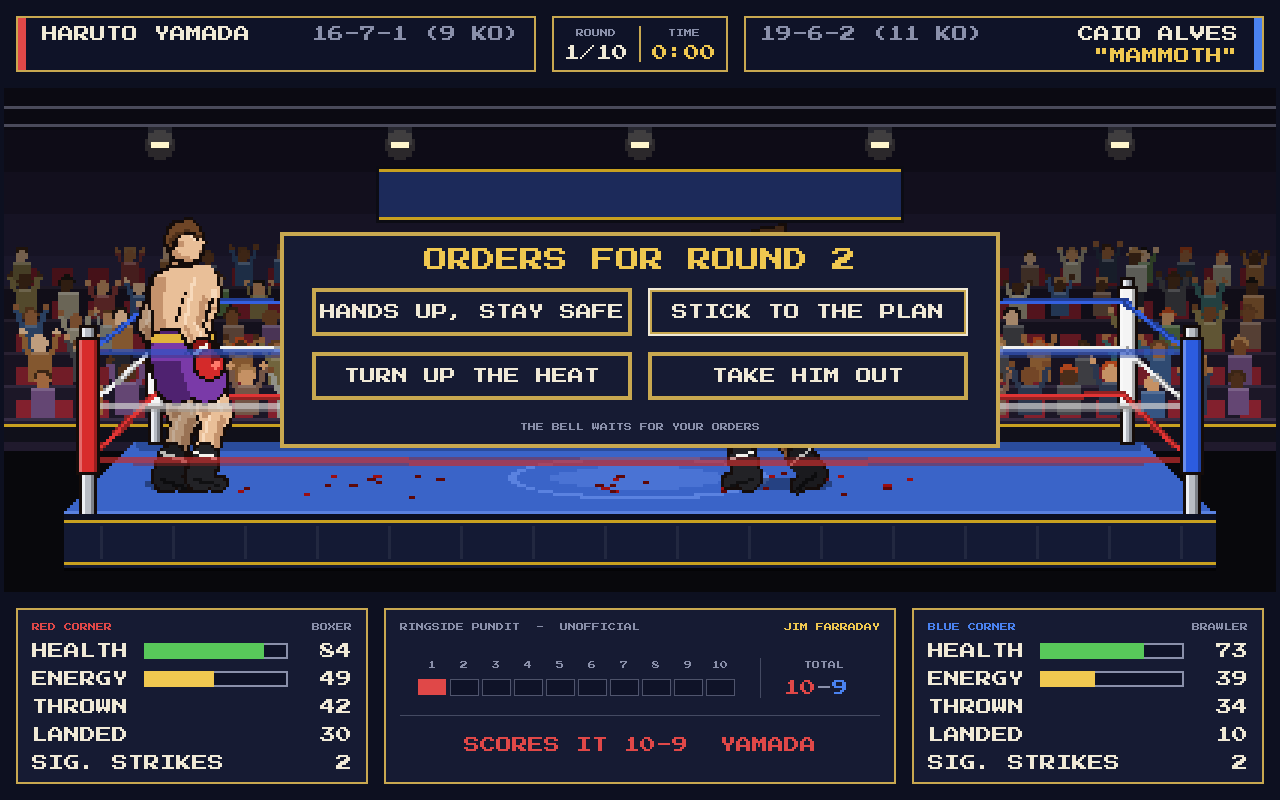 HARUTO YAMADA 16-7-1 (9 KO)
ROUND TIME
1/10 0:00
19-6-2 (11 KO) CAIO ALVES
"MAMMOTH"
ORDERS FOR ROUND 2
HANDS UP, STAY SAFE
STICK TO THE PLAN
TURN UP THE HEAT
TAKE HIM OUT
THE BELL WAITS FOR YOUR ORDERS
RED CORNER BOXER
HEALTH 84
ENERGY 49
THROWN 42
LANDED 30
SIG. STRIKES 2
RINGSIDE PUNDIT - UNOFFICIAL JIM FARRADAY
1 2 3 4 5 6 7 8 9 10 TOTAL
10-9
SCORES IT 10-9 YAMADA
BLUE CORNER BRAWLER
HEALTH 73
ENERGY 39
THROWN 34
LANDED 10
SIG. STRIKES 2